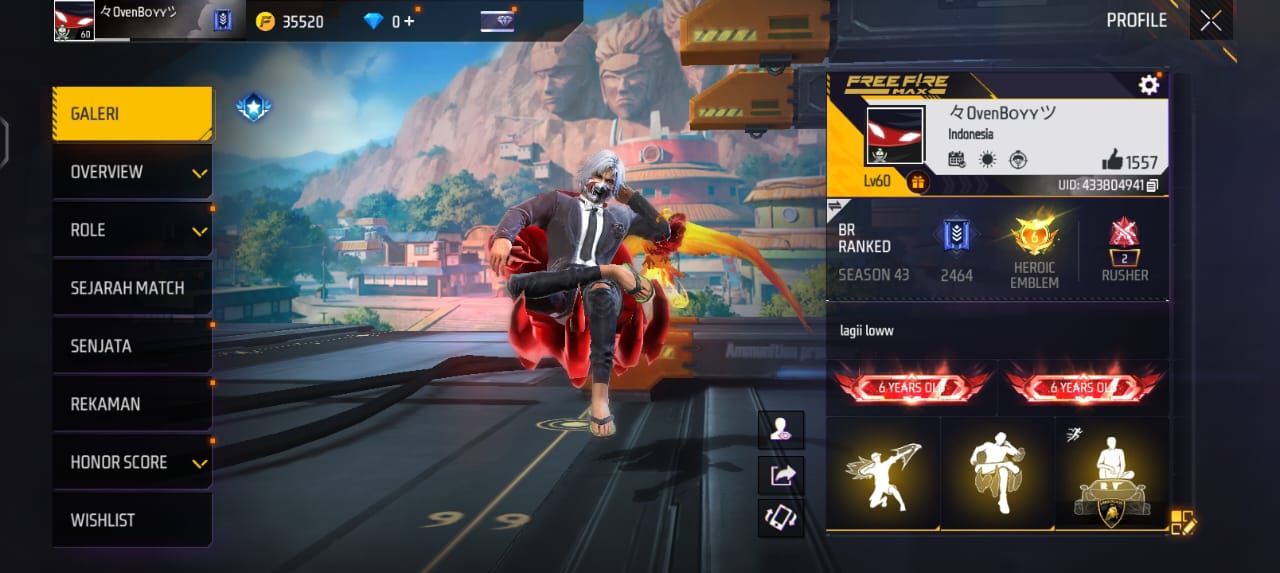 々OvenBoyyツ
60
35520
0 +
PROFILE
GALERI
OVERVIEW
ROLE
SEJARAH MATCH
SENJATA
REKAMAN
HONOR SCORE
WISHLIST
FREE FIRE
MAX
々OvenBoyyツ
Indonesia
1557
Lv60
UID: 433804941
BR
RANKED
SEASON 43
2464
6
HEROIC
EMBLEM
2
RUSHER
lagii loww
6 YEARS OLD
6 YEARS OLD
Ammunition
99